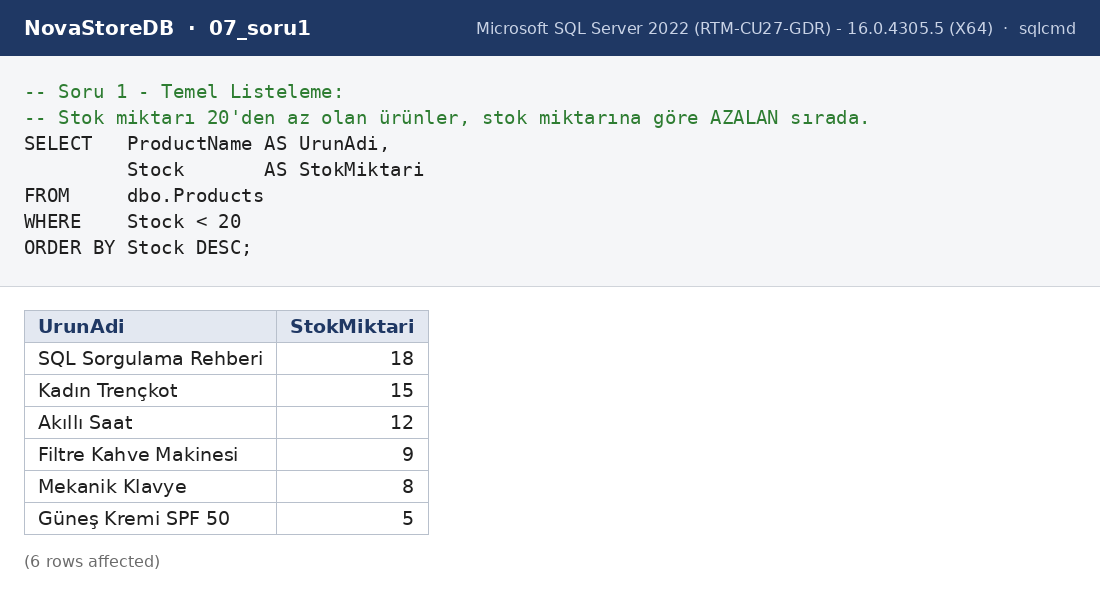 NovaStoreDB · 07_soru1
Microsoft SQL Server 2022 (RTM-CU27-GDR) - 16.0.4305.5 (X64) · sqlcmd
-- Soru 1 - Temel Listeleme:
-- Stok miktarı 20'den az olan ürünler, stok miktarına göre AZALAN sırada.
SELECT   ProductName AS UrunAdi,
         Stock       AS StokMiktari
FROM     dbo.Products
WHERE    Stock < 20
ORDER BY Stock DESC;
UrunAdi StokMiktari
SQL Sorgulama Rehberi 18
Kadın Trençkot 15
Akıllı Saat 12
Filtre Kahve Makinesi 9
Mekanik Klavye 8
Güneş Kremi SPF 50 5
(6 rows affected)